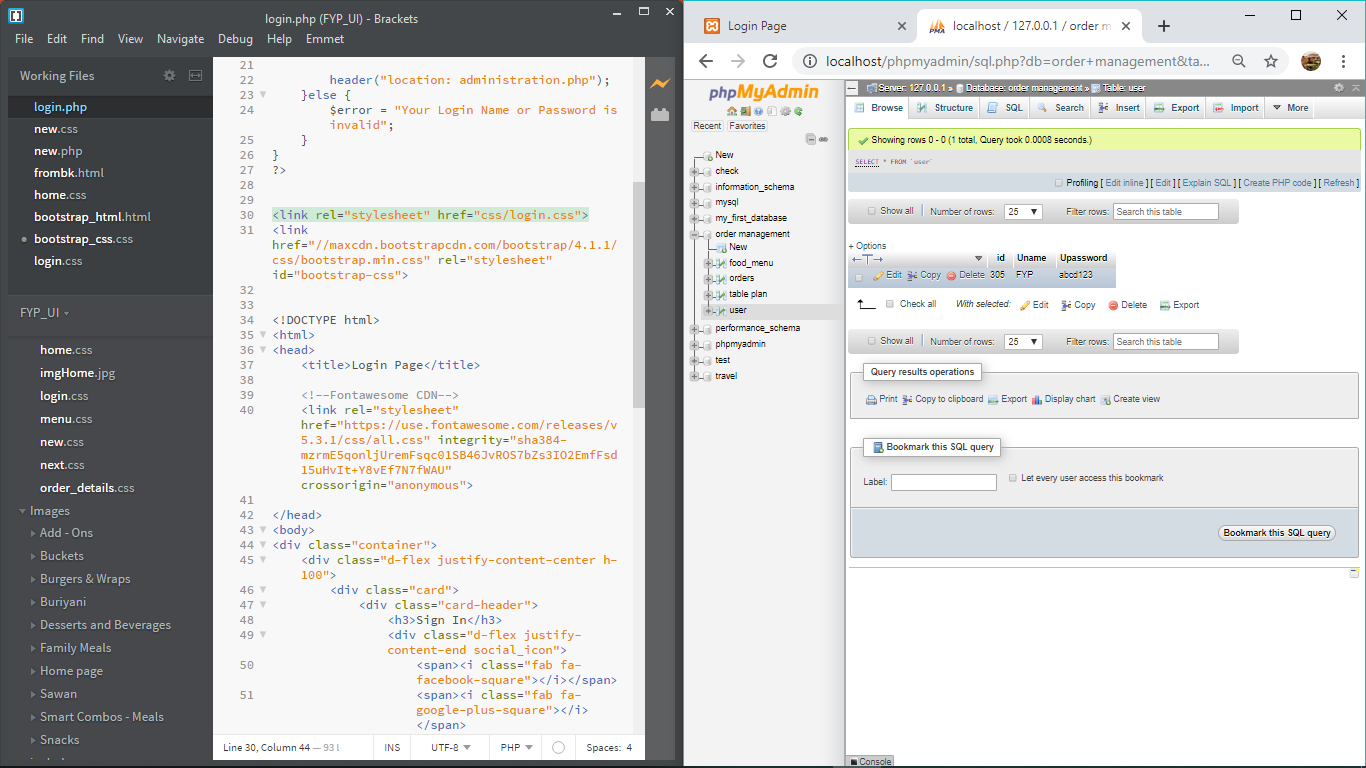 login.php (FYP_UI) - Brackets
File Edit Find View Navigate Debug Help Emmet
Working Files
login.php
new.css
new.php
frombk.html
home.css
bootstrap_html.html
bootstrap_css.css
login.css
FYP_UI
home.css
imgHome.jpg
login.css
menu.css
new.css
next.css
order_details.css
Images
Add - Ons
Buckets
Burgers & Wraps
Buriyani
Desserts and Beverages
Family Meals
Home page
Sawan
Smart Combos - Meals
Snacks
21
22 header("location: administration.php");
23 }else {
24 $error = "Your Login Name or Password is
invalid";
25 }
26 }
27 ?>
28
29
30 <link rel="stylesheet" href="css/login.css">
31 <link
href="//maxcdn.bootstrapcdn.com/bootstrap/4.1.1/
css/bootstrap.min.css" rel="stylesheet"
id="bootstrap-css">
32
33
34 <!DOCTYPE html>
35 <html>
36 <head>
37 <title>Login Page</title>
38
39 <!--Fontawesome CDN-->
40 <link rel="stylesheet"
href="https://use.fontawesome.com/releases/v
5.3.1/css/all.css" integrity="sha384-
mzrmE5qonljUremFsqc01SB46JvROS7bZs3IO2EmfFsd
15uHvIt+Y8vEf7N7fWAU"
crossorigin="anonymous">
41
42 </head>
43 <body>
44 <div class="container">
45 <div class="d-flex justify-content-center h-
100">
46 <div class="card">
47 <div class="card-header">
48 <h3>Sign In</h3>
49 <div class="d-flex justify-
content-end social_icon">
50 <span><i class="fab fa-
facebook-square"></i></span>
51 <span><i class="fab fa-
google-plus-square"></i>
</span>
Line 30, Column 44 — 93 l INS UTF-8 PHP Spaces: 4
Login Page
localhost / 127.0.0.1 / order m
localhost/phpmyadmin/sql.php?db=order+management&ta...
phpMyAdmin
Recent Favorites
New
check
information_schema
mysql
my_first_database
order management
New
food_menu
orders
table plan
user
performance_schema
phpmyadmin
test
travel
Server: 127.0.0.1 » Database: order management » Table: user
Browse Structure SQL Search Insert Export Import More
Showing rows 0 - 0 (1 total, Query took 0.0008 seconds.)
SELECT * FROM `user`
Profiling [ Edit inline ] [ Edit ] [ Explain SQL ] [ Create PHP code ] [ Refresh ]
Show all Number of rows: 25 Filter rows: Search this table
+ Options
id Uname Upassword
Edit Copy Delete 305 FYP abcd123
Check all With selected: Edit Copy Delete Export
Show all Number of rows: 25 Filter rows: Search this table
Query results operations
Print Copy to clipboard Export Display chart Create view
Bookmark this SQL query
Label: Let every user access this bookmark
Bookmark this SQL query
Console